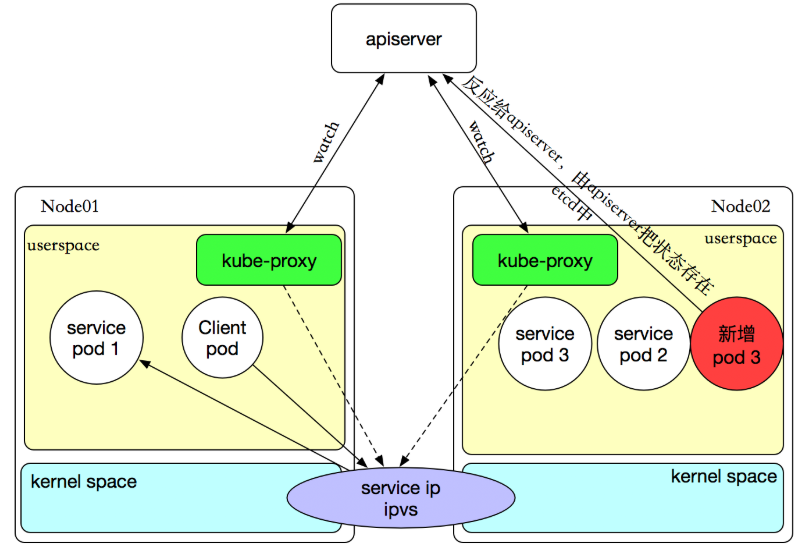 apiserver
反应给apiserver，由apiserver把状态存在
etcd中
watch
watch
Node01
Node02
userspace
userspace
kube-proxy
kube-proxy
service
pod 1
Client
pod
service
pod 3
service
pod 2
新增
pod 3
kernel space
kernel space
service ip
ipvs